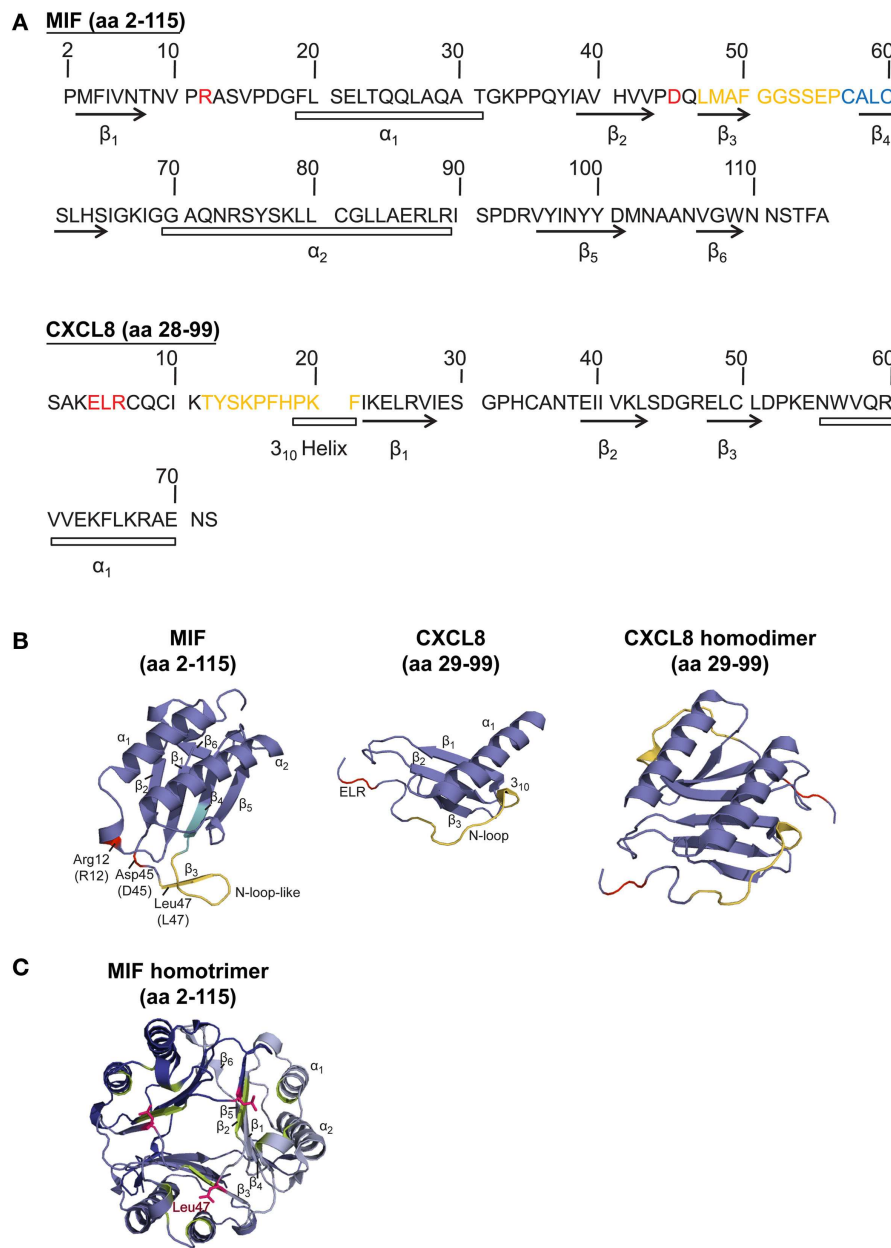 A
MIF (aa 2-115)
2 10 20 30 40 50 60
PMFIVNTNV PRASVPDGFL SELTQQLAQA TGKPPQYIAV HVVPDQLMAF GGSSEPCALC
β1 α1 β2 β3 β4
70 80 90 100 110
SLHSIGKIGG AQNRSYSKLL CGLLAERLRI SPDRVYINYY DMNAANVGWN NSTFA
α2 β5 β6
CXCL8 (aa 28-99)
10 20 30 40 50 60
SAKELRCQCI KTYSKPFHPK FIKELRVIES GPHCANTEII VKLSDGRELC LDPKENWVQR
310 Helix β1 β2 β3
70
VVEKFLKRAE NS
α1
B
MIF CXCL8 CXCL8 homodimer
(aa 2-115) (aa 29-99) (aa 29-99)
α1 β6 β1 β2 α2 β4 β5
Arg12
(R12)
Asp45
(D45)
β3
Leu47
(L47)
N-loop-like
α1 β1 β2 310 ELR β3
N-loop
C
MIF homotrimer
(aa 2-115)
β6 α1
β5
β2 β1 α2
β4
β3
Leu47